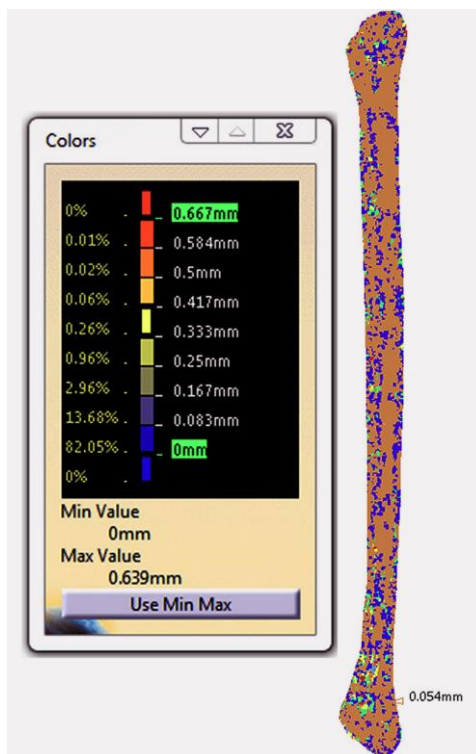 Colors
0% . _ 0.667mm
0.01% . _ 0.584mm
0.02% . _ 0.5mm
0.06% . _ 0.417mm
0.26% . _ 0.333mm
0.96% . _ 0.25mm
2.96% . _ 0.167mm
13.68% . _ 0.083mm
82.05% . _ 0mm
0% .
Min Value
0mm
Max Value
0.639mm
Use Min Max
0.054mm